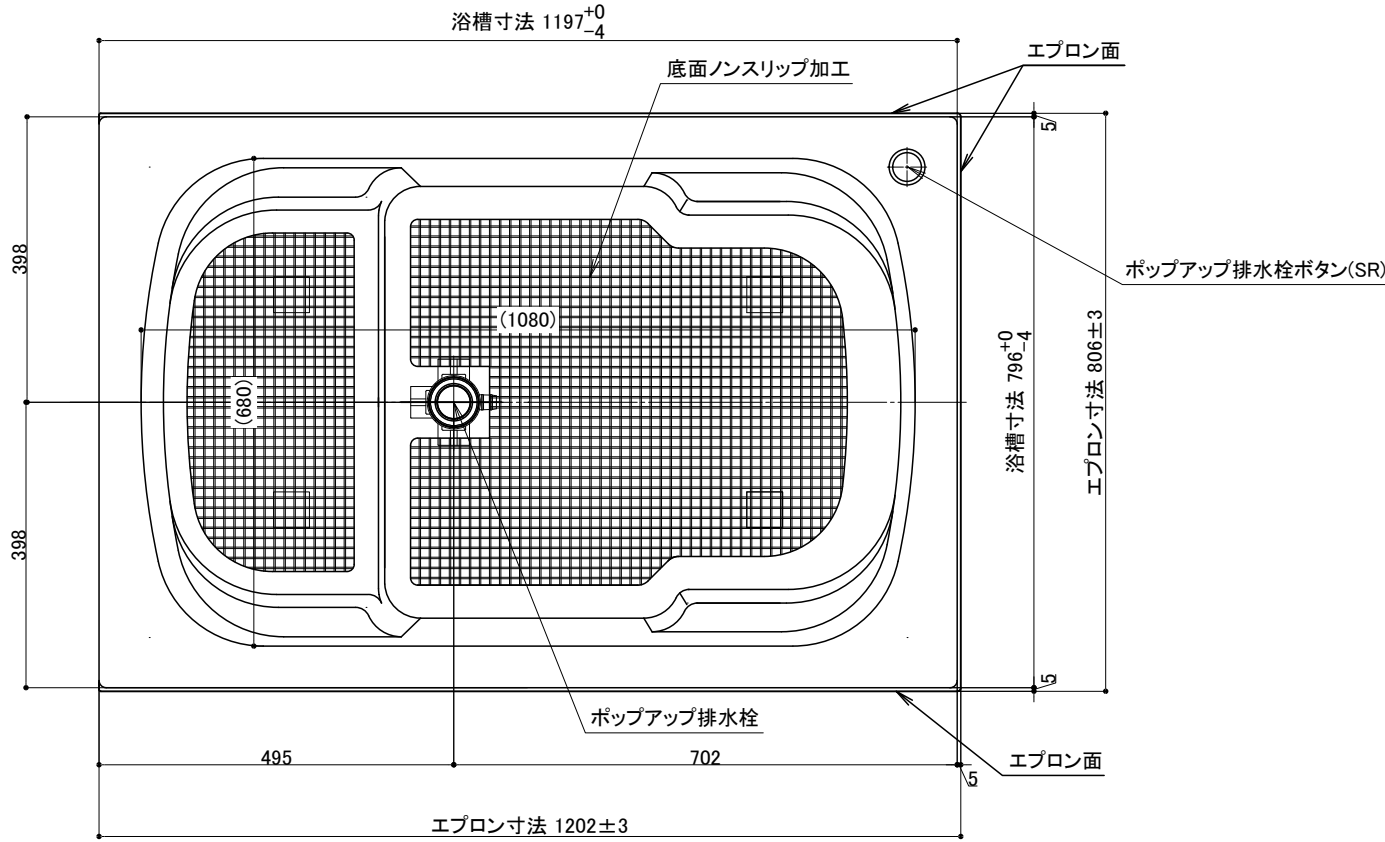 浴槽寸法 1197+0-4
エプロン面
底面ノンスリップ加工
5
398
ポップアップ排水栓ボタン(SR)
(1080)
(680)
浴槽寸法 796+0-4
エプロン寸法 806±3
398
5
ポップアップ排水栓
495
702
エプロン面
5
エプロン寸法 1202±3